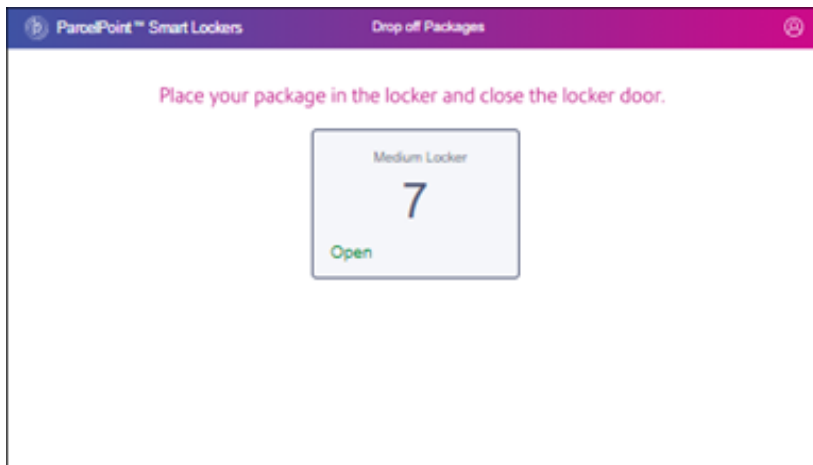 ParcelPoint™ Smart Lockers
Drop off Packages
Place your package in the locker and close the locker door.
Medium Locker
7
Open